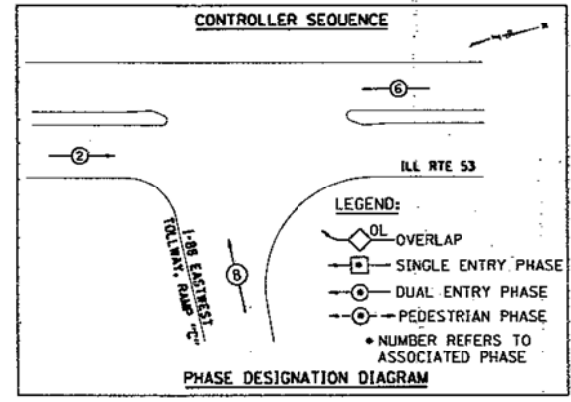 CONTROLLER SEQUENCE
6
2
ILL RTE 53
I-88 EASTWEST
TOLLWAY, RAMP "C"
8
LEGEND:
OL
OVERLAP
SINGLE ENTRY PHASE
DUAL ENTRY PHASE
PEDESTRIAN PHASE
• NUMBER REFERS TO
ASSOCIATED PHASE
PHASE DESIGNATION DIAGRAM